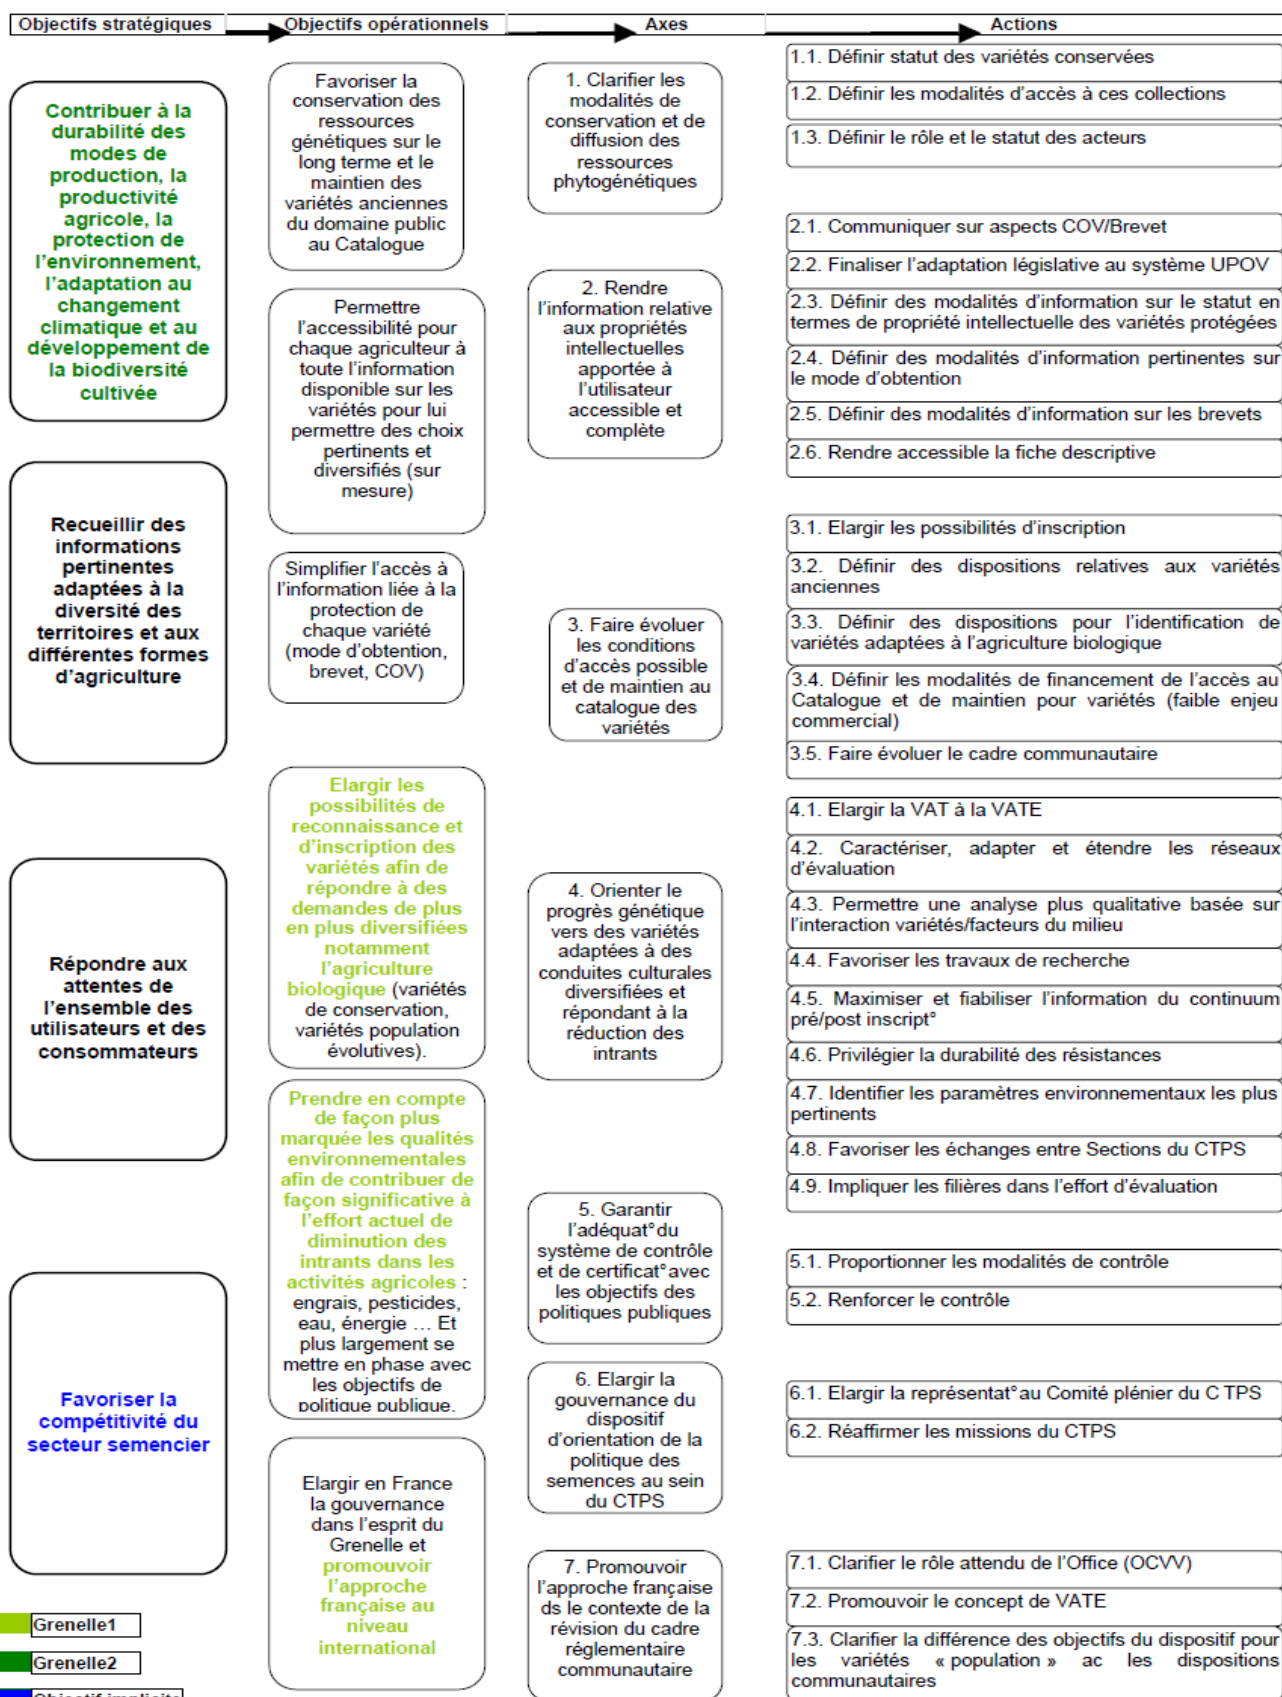 Objectifs stratégiques
Objectifs opérationnels
Axes
Actions
Contribuer à la
durabilité des
modes de
production, la
productivité
agricole, la
protection de
l'environnement,
l'adaptation au
changement
climatique et au
développement de
la biodiversité
cultivée
Recueillir des
informations
pertinentes
adaptées à la
diversité des
territoires et aux
différentes formes
d'agriculture
Répondre aux
attentes de
l'ensemble des
utilisateurs et des
consommateurs
Favoriser la
compétitivité du
secteur semencier
Grenelle1
Grenelle2
Objectif implicite
Favoriser la
conservation des
ressources
génétiques sur le
long terme et le
maintien des
variétés anciennes
du domaine public
au Catalogue
Permettre
l'accessibilité pour
chaque agriculteur à
toute l'information
disponible sur les
variétés pour lui
permettre des choix
pertinents et
diversifiés (sur
mesure)
Simplifier l'accès à
l'information liée à la
protection de
chaque variété
(mode d'obtention,
brevet, COV)
Elargir les
possibilités de
reconnaissance et
d'inscription des
variétés afin de
répondre à des
demandes de plus
en plus diversifiées
notamment
l'agriculture
biologique (variétés
de conservation,
variétés population
évolutives).
Prendre en compte
de façon plus
marquée les qualités
environnementales
afin de contribuer de
façon significative à
l'effort actuel de
diminution des
intrants dans les
activités agricoles :
engrais, pesticides,
eau, énergie … Et
plus largement se
mettre en phase avec
les objectifs de
politique publique.
Elargir en France
la gouvernance
dans l'esprit du
Grenelle et
promouvoir
l'approche
française au
niveau
international
1. Clarifier les
modalités de
conservation et de
diffusion des
ressources
phytogénétiques
2. Rendre
l'information relative
aux propriétés
intellectuelles
apportée à
l'utilisateur
accessible et
complète
3. Faire évoluer
les conditions
d'accès possible
et de maintien au
catalogue des
variétés
4. Orienter le
progrès génétique
vers des variétés
adaptées à des
conduites culturales
diversifiées et
répondant à la
réduction des
intrants
5. Garantir
l'adéquat° du
système de contrôle
et de certificat° avec
les objectifs des
politiques publiques
6. Elargir la
gouvernance du
dispositif
d'orientation de la
politique des
semences au sein
du CTPS
7. Promouvoir
l'approche française
ds le contexte de la
révision du cadre
réglementaire
communautaire
1.1. Définir statut des variétés conservées
1.2. Définir les modalités d'accès à ces collections
1.3. Définir le rôle et le statut des acteurs
2.1. Communiquer sur aspects COV/Brevet
2.2. Finaliser l'adaptation législative au système UPOV
2.3. Définir des modalités d'information sur le statut en
termes de propriété intellectuelle des variétés protégées
2.4. Définir des modalités d'information pertinentes sur
le mode d'obtention
2.5. Définir des modalités d'information sur les brevets
2.6. Rendre accessible la fiche descriptive
3.1. Elargir les possibilités d'inscription
3.2. Définir des dispositions relatives aux variétés
anciennes
3.3. Définir des dispositions pour l'identification de
variétés adaptées à l'agriculture biologique
3.4. Définir les modalités de financement de l'accès au
Catalogue et de maintien pour variétés (faible enjeu
commercial)
3.5. Faire évoluer le cadre communautaire
4.1. Elargir la VAT à la VATE
4.2. Caractériser, adapter et étendre les réseaux
d'évaluation
4.3. Permettre une analyse plus qualitative basée sur
l'interaction variétés/facteurs du milieu
4.4. Favoriser les travaux de recherche
4.5. Maximiser et fiabiliser l'information du continuum
pré/post inscript°
4.6. Privilégier la durabilité des résistances
4.7. Identifier les paramètres environnementaux les plus
pertinents
4.8. Favoriser les échanges entre Sections du CTPS
4.9. Impliquer les filières dans l'effort d'évaluation
5.1. Proportionner les modalités de contrôle
5.2. Renforcer le contrôle
6.1. Elargir la représentat° au Comité plénier du C TPS
6.2. Réaffirmer les missions du CTPS
7.1. Clarifier le rôle attendu de l'Office (OCVV)
7.2. Promouvoir le concept de VATE
7.3. Clarifier la différence des objectifs du dispositif pour
les variétés « population » ac les dispositions
communautaires